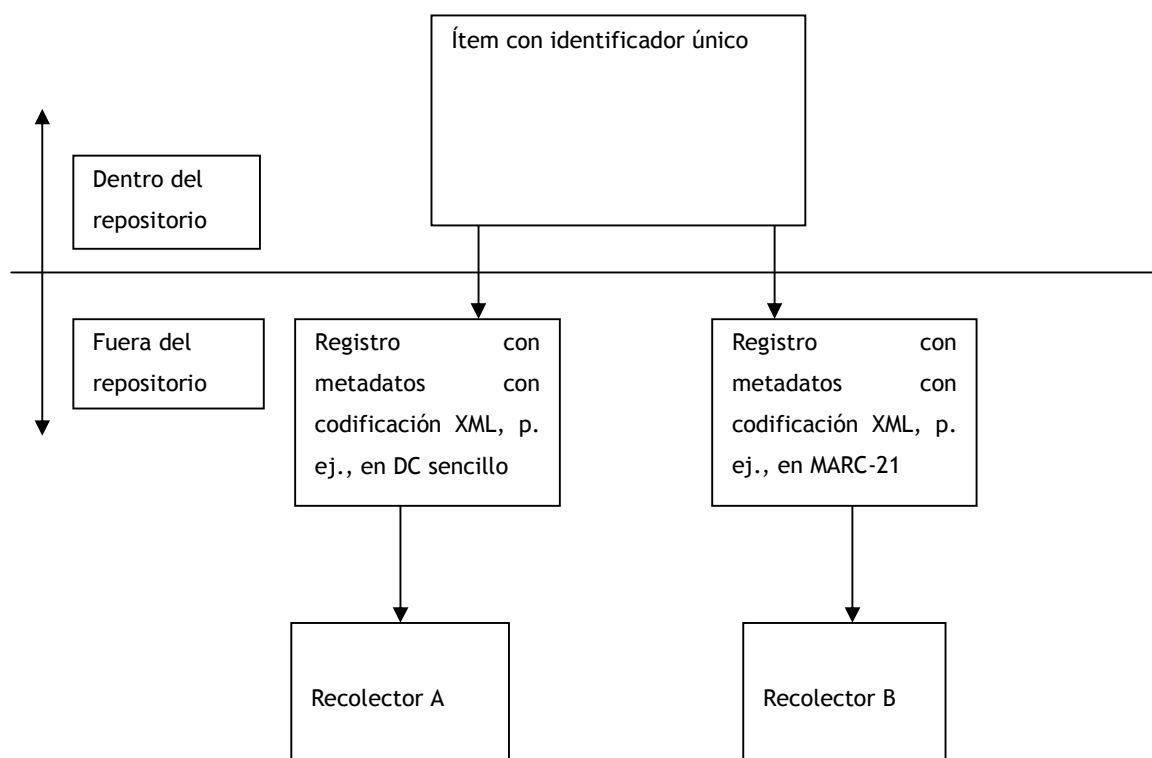 Ítem con identificador único
Dentro del
repositorio
Fuera del
repositorio
Registro con
metadatos con
codificación XML, p.
ej., en DC sencillo
Registro con
metadatos con
codificación XML, p.
ej., en MARC-21
Recolector A
Recolector B